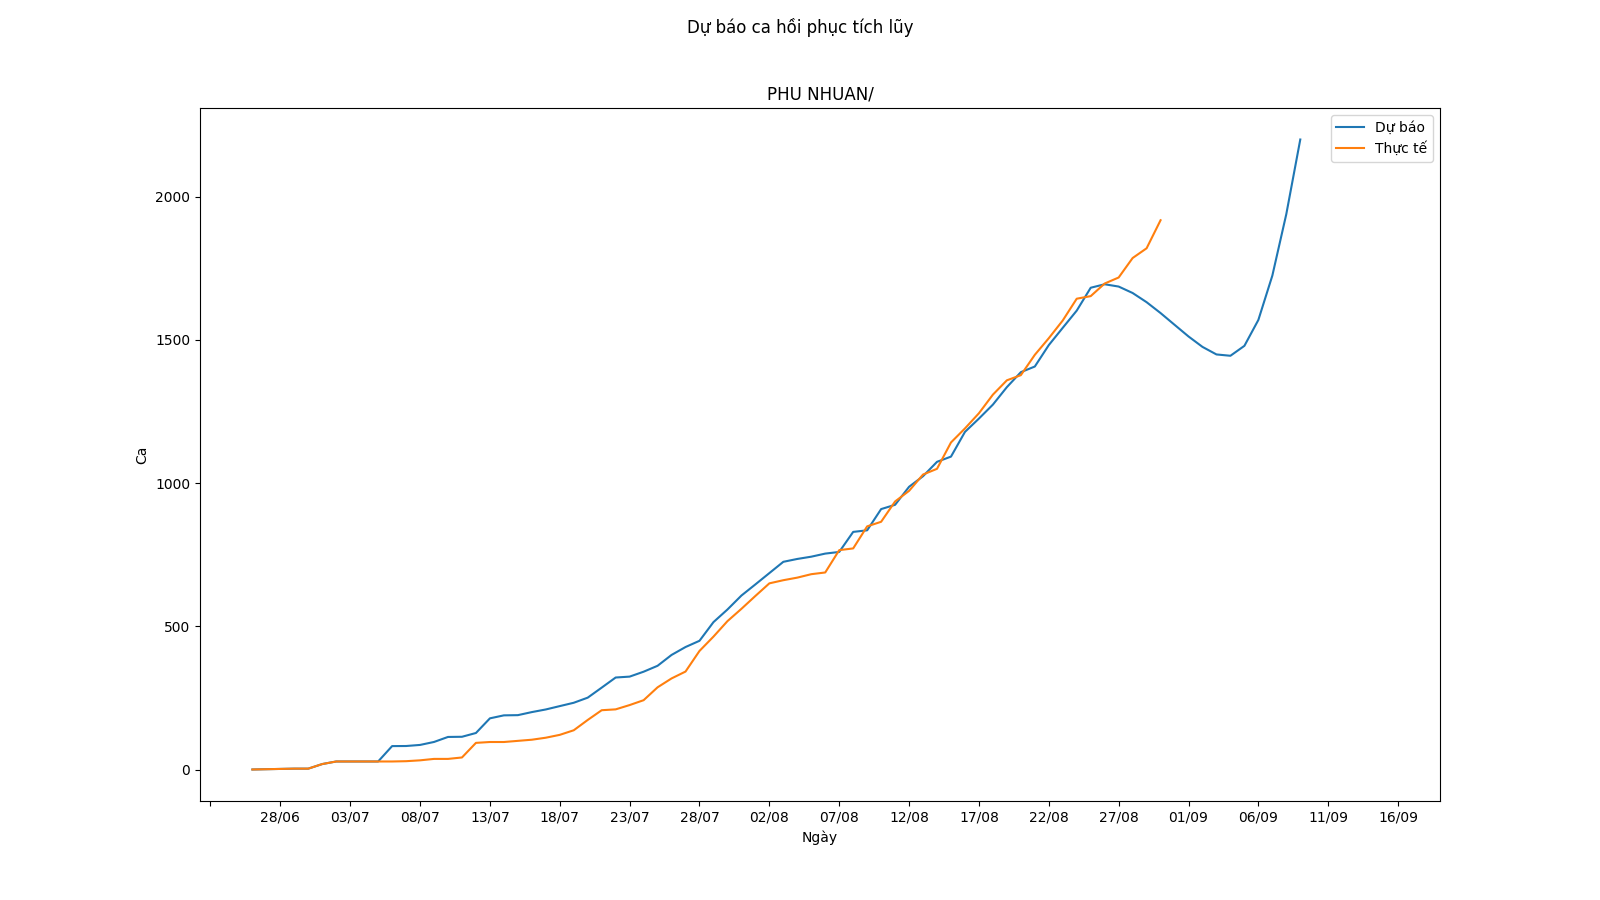 Dự báo ca hồi phục tích lũy
PHU NHUAN/
Dự báo
Thực tế
2000
1500
1000
500
0
Ca
28/06 03/07 08/07 13/07 18/07 23/07 28/07 02/08 07/08 12/08 17/08 22/08 27/08 01/09 06/09 11/09 16/09
Ngày